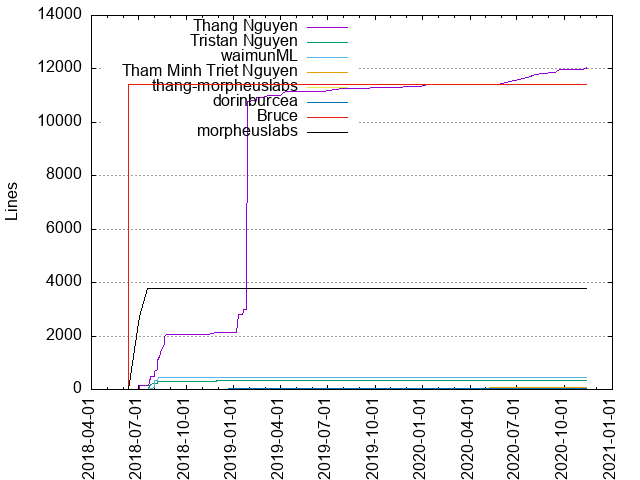 14000
12000
10000
8000
6000
4000
2000
0
Lines
Thang Nguyen
Tristan Nguyen
waimunML
Tham Minh Triet Nguyen
thang-morpheuslabs
dorinburcea
Bruce
morpheuslabs
2018-04-01
2018-07-01
2018-10-01
2019-01-01
2019-04-01
2019-07-01
2019-10-01
2020-01-01
2020-04-01
2020-07-01
2020-10-01
2021-01-01